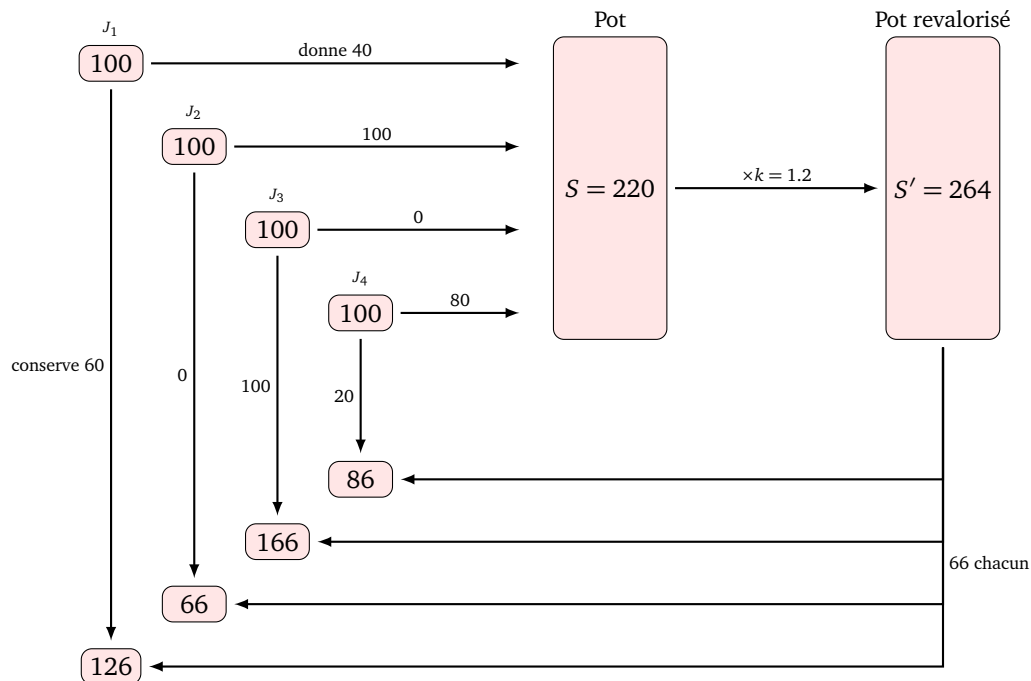 Pot
Pot revalorisé
J₁
100
donne 40
J₂
100
100
J₃
100
0
J₄
100
80
S = 220
×k = 1.2
S′ = 264
conserve 60
0
100
20
86
166
66 chacun
66
126